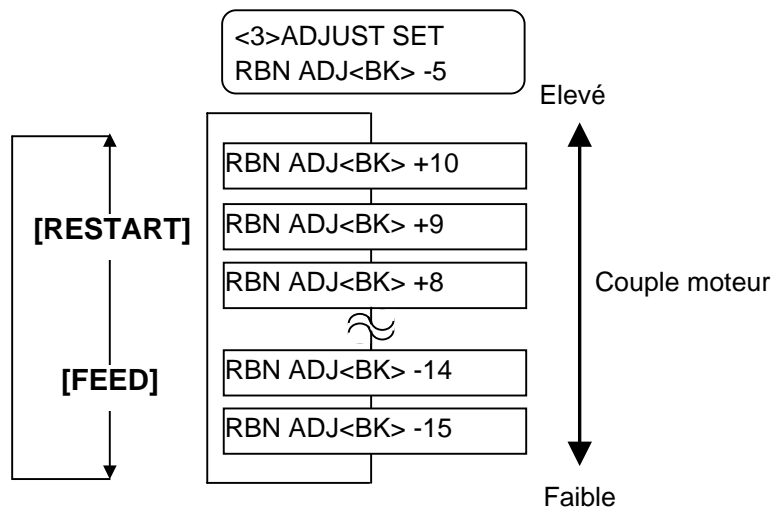 <3>ADJUST SET
RBN ADJ<BK> -5
Elevé
RBN ADJ<BK> +10
[RESTART]
RBN ADJ<BK> +9
RBN ADJ<BK> +8
Couple moteur
[FEED]
RBN ADJ<BK> -14
RBN ADJ<BK> -15
Faible